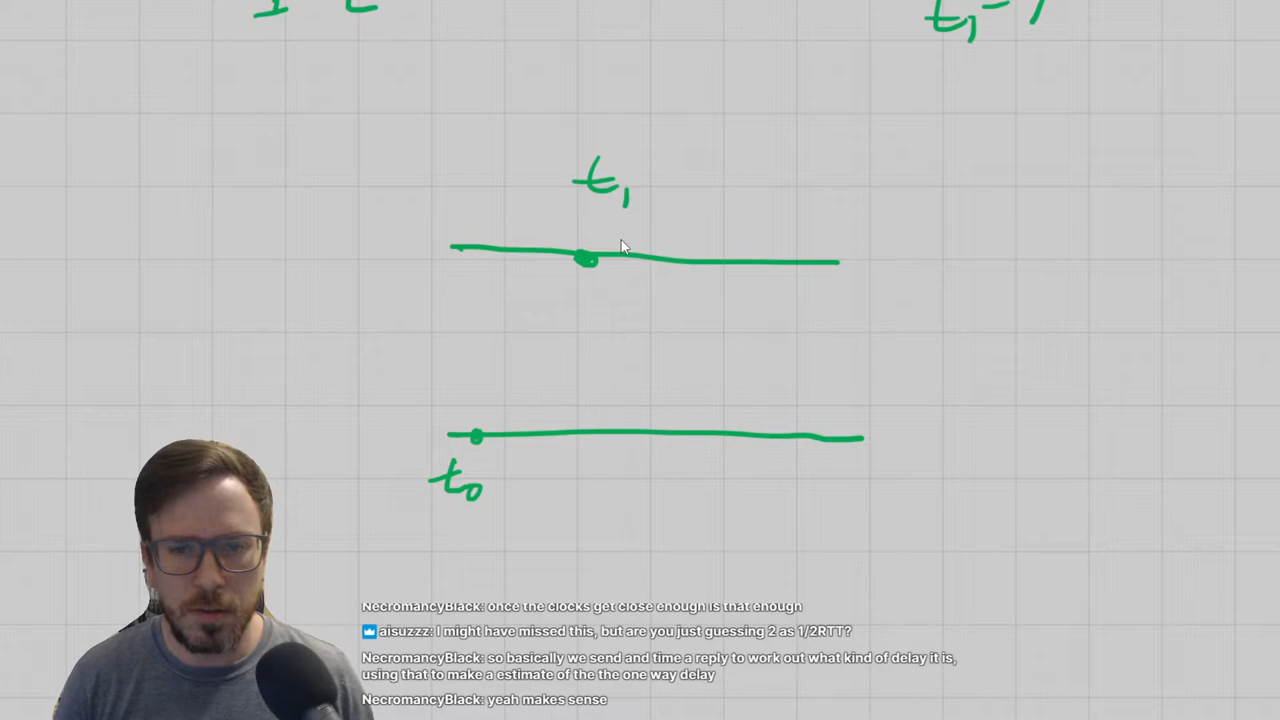 t₁ =
t₁
t₀
NecromancyBlack: once the clocks get close enough is that enough
aisuzzz: I might have missed this, but are you just guessing 2 as 1/2RTT?
NecromancyBlack: so basically we send and time a reply to work out what kind of delay it is,
using that to make a estimate of the the one way delay
NecromancyBlack: yeah makes sense